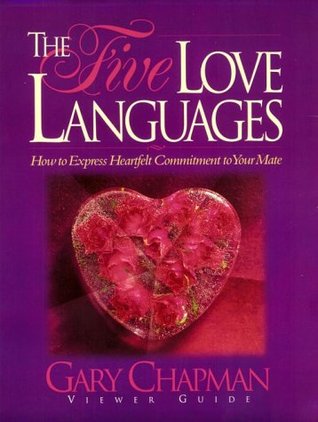 THE Five LOVE
LANGUAGES
How to Express Heartfelt Commitment to Your Mate
GARY CHAPMAN
VIEWER GUIDE